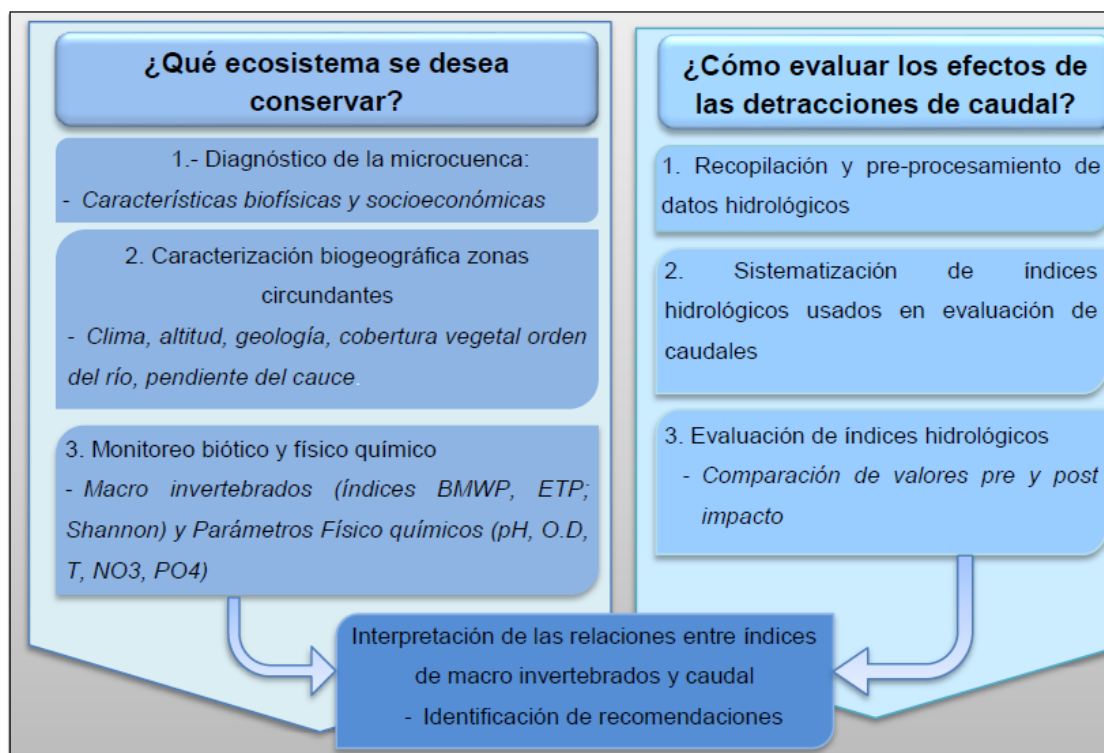 ¿Qué ecosistema se desea
conservar?
1.- Diagnóstico de la microcuenca:
- Características biofísicas y socioeconómicas
2. Caracterización biogeográfica zonas
circundantes
- Clima, altitud, geología, cobertura vegetal orden
del río, pendiente del cauce.
3. Monitoreo biótico y físico químico
- Macro invertebrados (índices BMWP, ETP;
Shannon) y Parámetros Físico químicos (pH, O.D,
T, NO3, PO4)
¿Cómo evaluar los efectos de
las detracciones de caudal?
1. Recopilación y pre-procesamiento de
datos hidrológicos
2. Sistematización de índices
hidrológicos usados en evaluación de
caudales
3. Evaluación de índices hidrológicos
- Comparación de valores pre y post
impacto
Interpretación de las relaciones entre índices
de macro invertebrados y caudal
- Identificación de recomendaciones